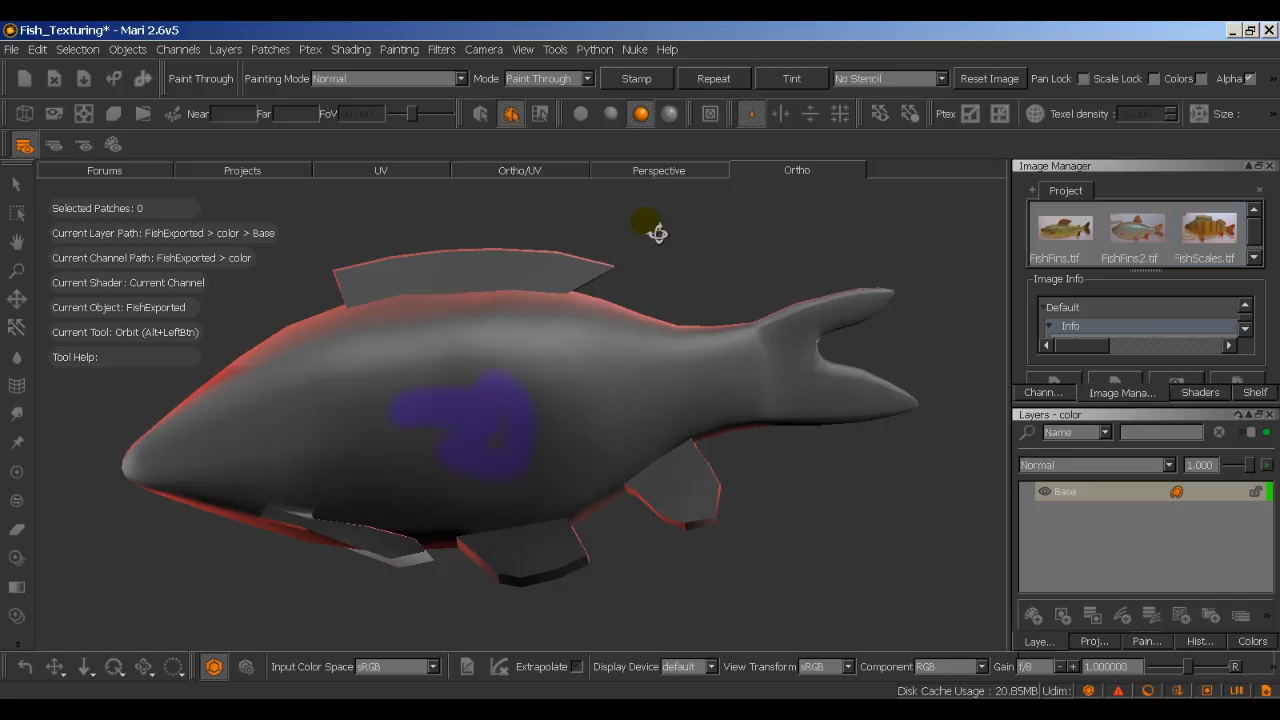 Fish_Texturing* - Mari 2.6v5
File Edit Selection Objects Channels Layers Patches Ptex Shading Painting Filters Camera View Tools Python Nuke Help
Paint Through Painting Mode Normal Mode Paint Through Stamp Repeat Tint No Stencil Reset Image Pan Lock Scale Lock Colors Alpha
Near Far FoV Ptex Texel density : Size :
Forums Projects UV Ortho/UV Perspective Ortho
Selected Patches: 0
Current Layer Path: FishExported > color > Base
Current Channel Path: FishExported > color
Current Shader: Current Channel
Current Object: FishExported
Current Tool: Orbit (Alt+LeftBtn)
Tool Help:
Image Manager
Project
FishFins.tif FishFins2.tif FishScales.tif
Image Info
Default
Info
Chann... Image Mana... Shaders Shelf
Layers - color
Name
Normal 1.000
Base
Laye... Proj... Pain... Hist... Colors
Input Color Space sRGB Extrapolate Display Device default View Transform sRGB Component RGB Gain f/8 - + 1.000000 R
Disk Cache Usage : 20.85MB Udim: